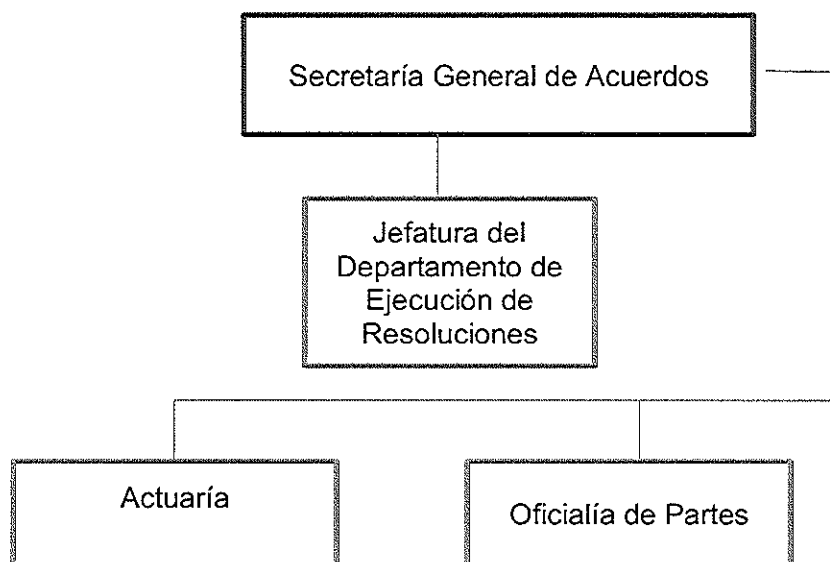 Secretaría General de Acuerdos
Jefatura del
Departamento de
Ejecución de
Resoluciones
Actuaría
Oficialía de Partes